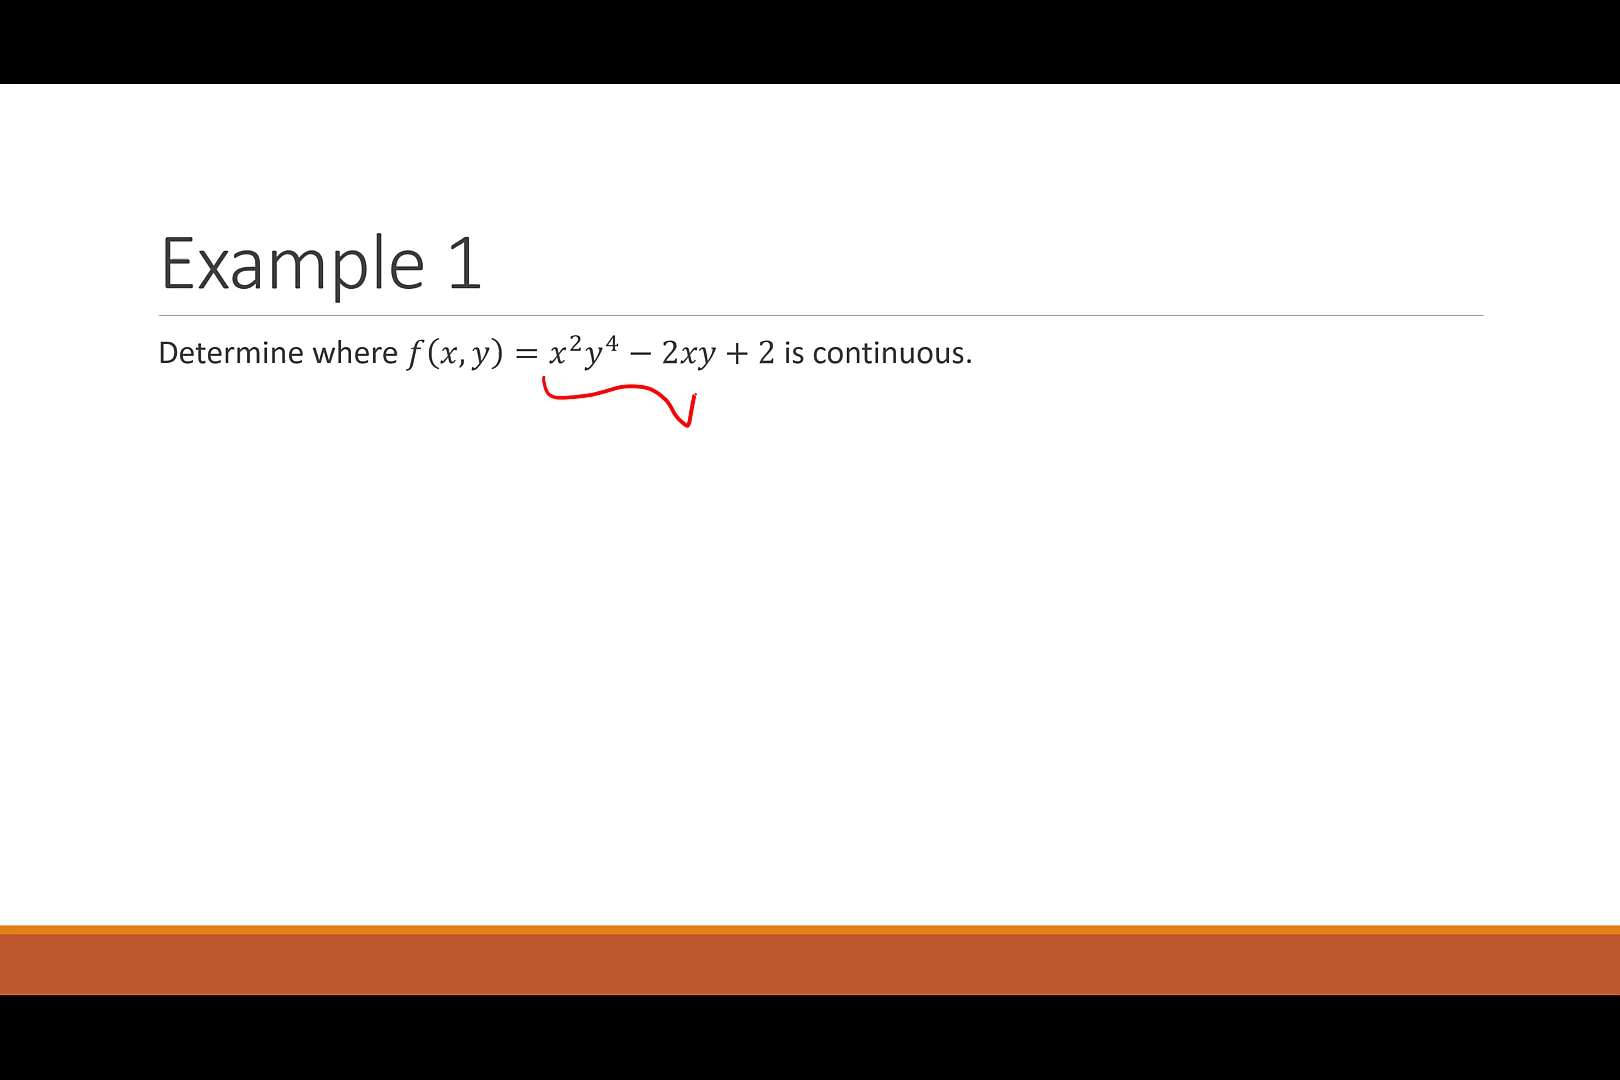 Example 1
Determine where f(x, y) = x²y⁴ − 2xy + 2 is continuous.